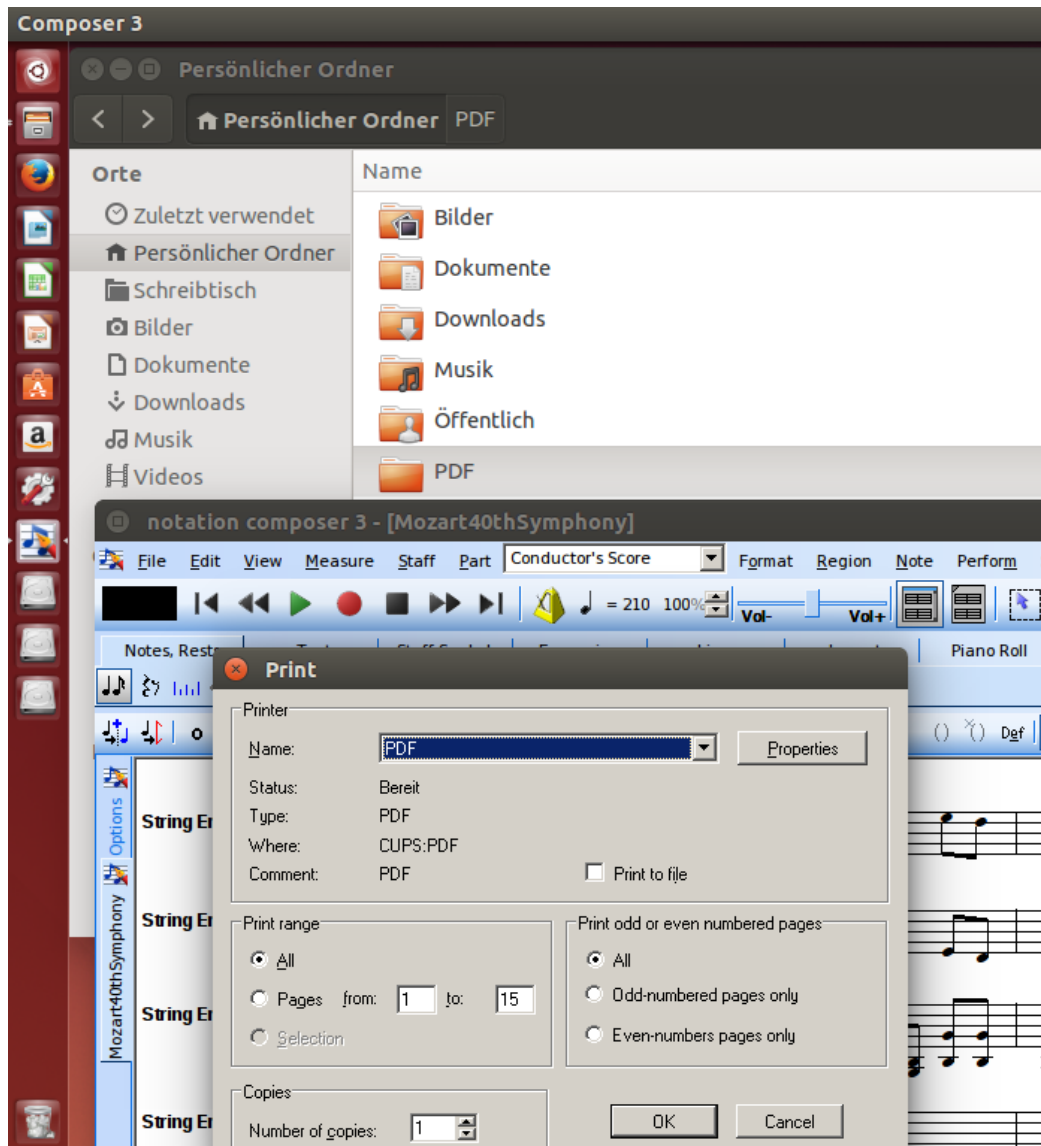 Composer 3
Persönlicher Ordner
Persönlicher Ordner PDF
Orte
Name
Zuletzt verwendet
Bilder
Persönlicher Ordner
Dokumente
Schreibtisch
Downloads
Bilder
Musik
Dokumente
Öffentlich
Downloads
PDF
Musik
Videos
notation composer 3 - [Mozart40thSymphony]
File Edit View Measure Staff Part Conductor's Score Format Region Note Perform
= 210 100% Vol- Vol+
Notes, Rests Piano Roll
Print
Def
Printer
Name: PDF Properties
Status: Bereit
Type: PDF
Where: CUPS:PDF
Comment: PDF Print to file
Options
Mozart40thSymphony
String
String
String
String
Print range
All
Pages from: 1 to: 15
Selection
Print odd or even numbered pages
All
Odd-numbered pages only
Even-numbers pages only
Copies
Number of copies: 1
OK Cancel